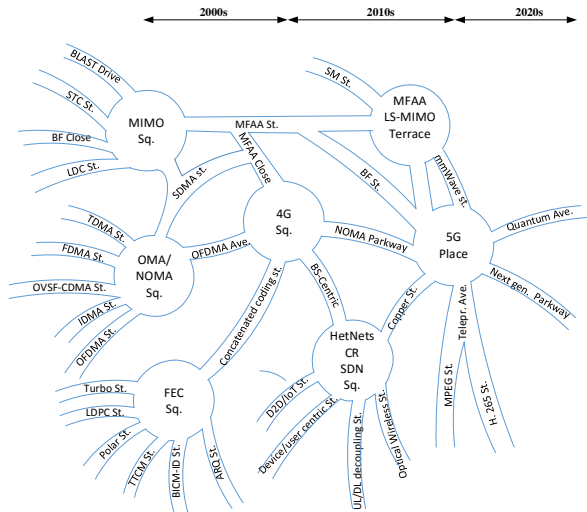 2000s
2010s
2020s
BLAST Drive
STC St.
BF Close
LDC St.
MIMO
Sq.
MFAA St.
SM St.
MFAA
LS-MIMO
Terrace
SDMA St.
MFAA Close
BF St.
mmWave st.
TDMA St.
FDMA St.
OVSF-CDMA St.
IDMA St.
OFDMA St.
OMA/
NOMA
Sq.
OFDMA Ave.
4G
Sq.
NOMA Parkway
5G
Place
Quantum Ave.
Next gen. Parkway
Concatenated coding st.
BS-Centric
Copper St.
Telepr. Ave.
HetNets
CR
SDN
Sq.
Turbo St.
LDPC St.
Polar St.
TTCM St.
BICM-ID St.
ARQ St.
FEC
Sq.
D2D/IoT St.
Device/user centric St.
UL/DL decoupling St.
Optical Wireless St.
MPEG St.
H. 265 St.